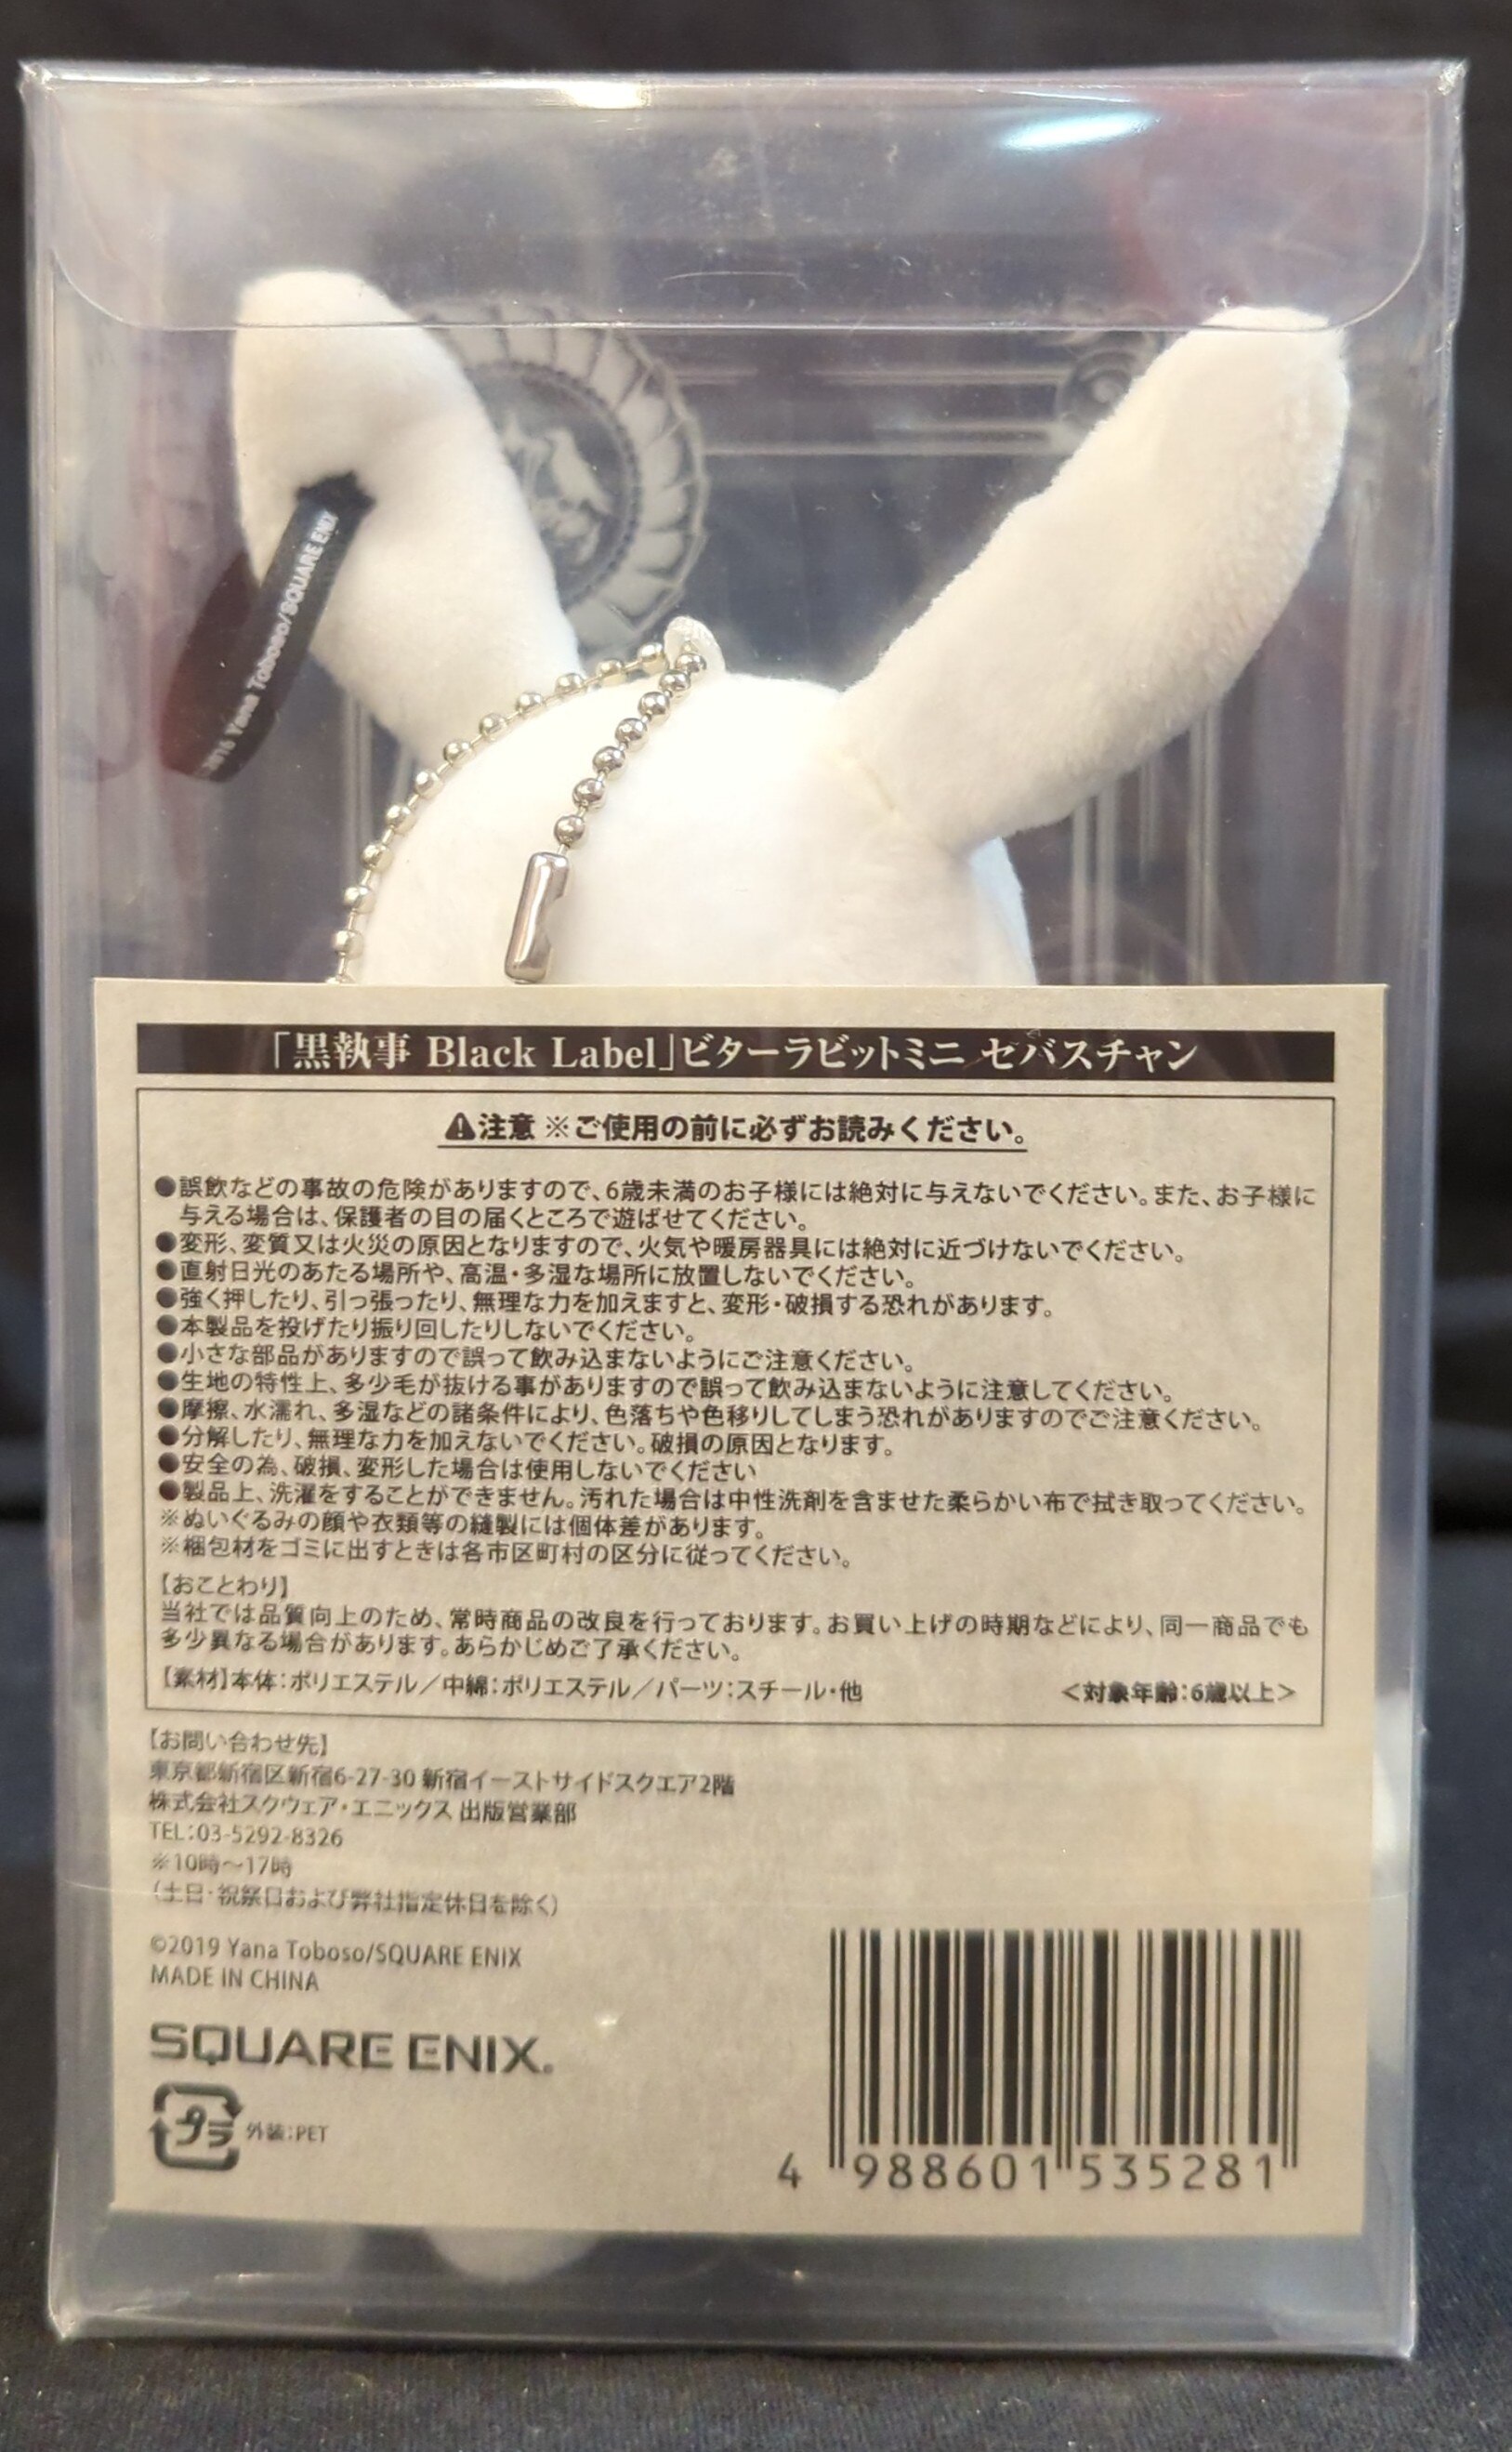 2016 Yana Toboso/SQUARE ENIX
「黒執事 Black Label」ビターラビットミニ セバスチャン
⚠注意 ※ご使用の前に必ずお読みください。
●誤飲などの事故の危険がありますので、6歳未満のお子様には絶対に与えないでください。また、お子様に
与える場合は、保護者の目の届くところで遊ばせてください。
●変形、変質又は火災の原因となりますので、火気や暖房器具には絶対に近づけないでください。
●直射日光のあたる場所や、高温・多湿な場所に放置しないでください。
●強く押したり、引っ張ったり、無理な力を加えますと、変形・破損する恐れがあります。
●本製品を投げたり振り回したりしないでください。
●小さな部品がありますので誤って飲み込まないようにご注意ください。
●生地の特性上、多少毛が抜ける事がありますので誤って飲み込まないように注意してください。
●摩擦、水濡れ、多湿などの諸条件により、色落ちや色移りしてしまう恐れがありますのでご注意ください。
●分解したり、無理な力を加えないでください。破損の原因となります。
●安全の為、破損、変形した場合は使用しないでください
●製品上、洗濯をすることができません。汚れた場合は中性洗剤を含ませた柔らかい布で拭き取ってください。
※ぬいぐるみの顔や衣類等の縫製には個体差があります。
※梱包材をゴミに出すときは各市区町村の区分に従ってください。
【おことわり】
当社では品質向上のため、常時商品の改良を行っております。お買い上げの時期などにより、同一商品でも
多少異なる場合があります。あらかじめご了承ください。
【素材】本体：ポリエステル／中綿：ポリエステル／パーツ：スチール・他 ＜対象年齢：6歳以上＞
【お問い合わせ先】
東京都新宿区新宿6-27-30 新宿イーストサイドスクエア2階
株式会社スクウェア・エニックス 出版営業部
TEL：03-5292-8326
※10時～17時
（土日・祝祭日および弊社指定休日を除く）
©2019 Yana Toboso/SQUARE ENIX
MADE IN CHINA
SQUARE ENIX.
プラ 外装：PET
4 988601 535281